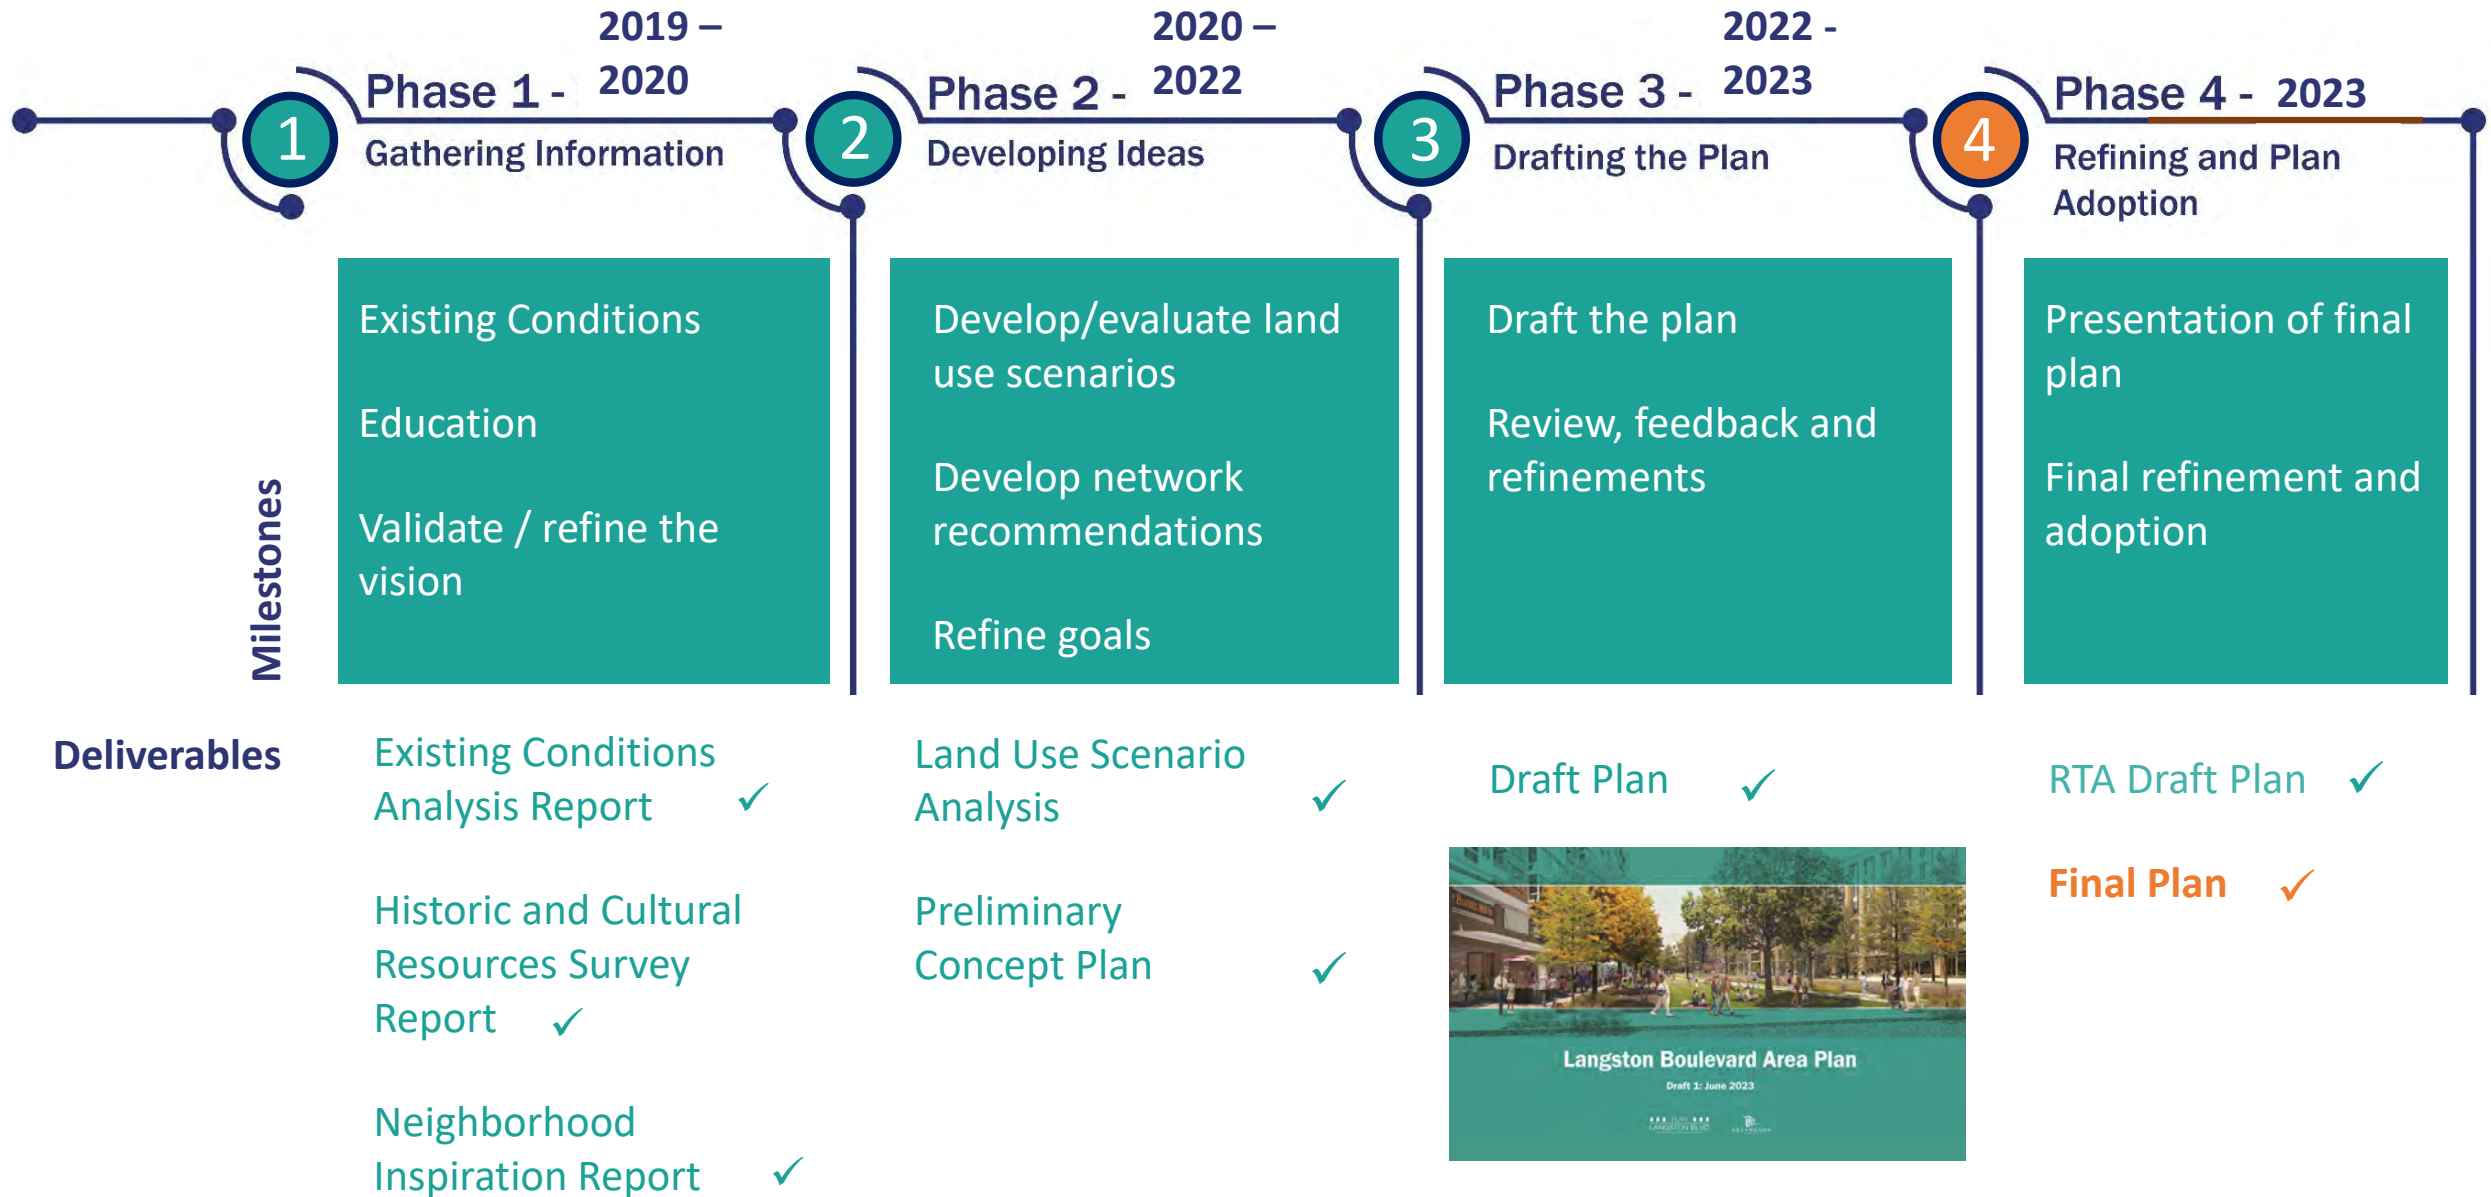 2019 –
2020
Phase 1 -
Gathering Information
1
2020 –
2022
Phase 2 -
Developing Ideas
2
2022 -
2023
Phase 3 -
Drafting the Plan
3
Phase 4 - 2023
Refining and Plan
Adoption
4
Milestones
Existing Conditions
Education
Validate / refine the
vision
Develop/evaluate land
use scenarios
Develop network
recommendations
Refine goals
Draft the plan
Review, feedback and
refinements
Presentation of final
plan
Final refinement and
adoption
Deliverables
Existing Conditions
Analysis Report ✓
Historic and Cultural
Resources Survey
Report ✓
Neighborhood
Inspiration Report ✓
Land Use Scenario
Analysis ✓
Preliminary
Concept Plan ✓
Draft Plan ✓
Langston Boulevard Area Plan
Draft 1: June 2023
PLAN
LANGSTON BLVD
RTA Draft Plan ✓
Final Plan ✓